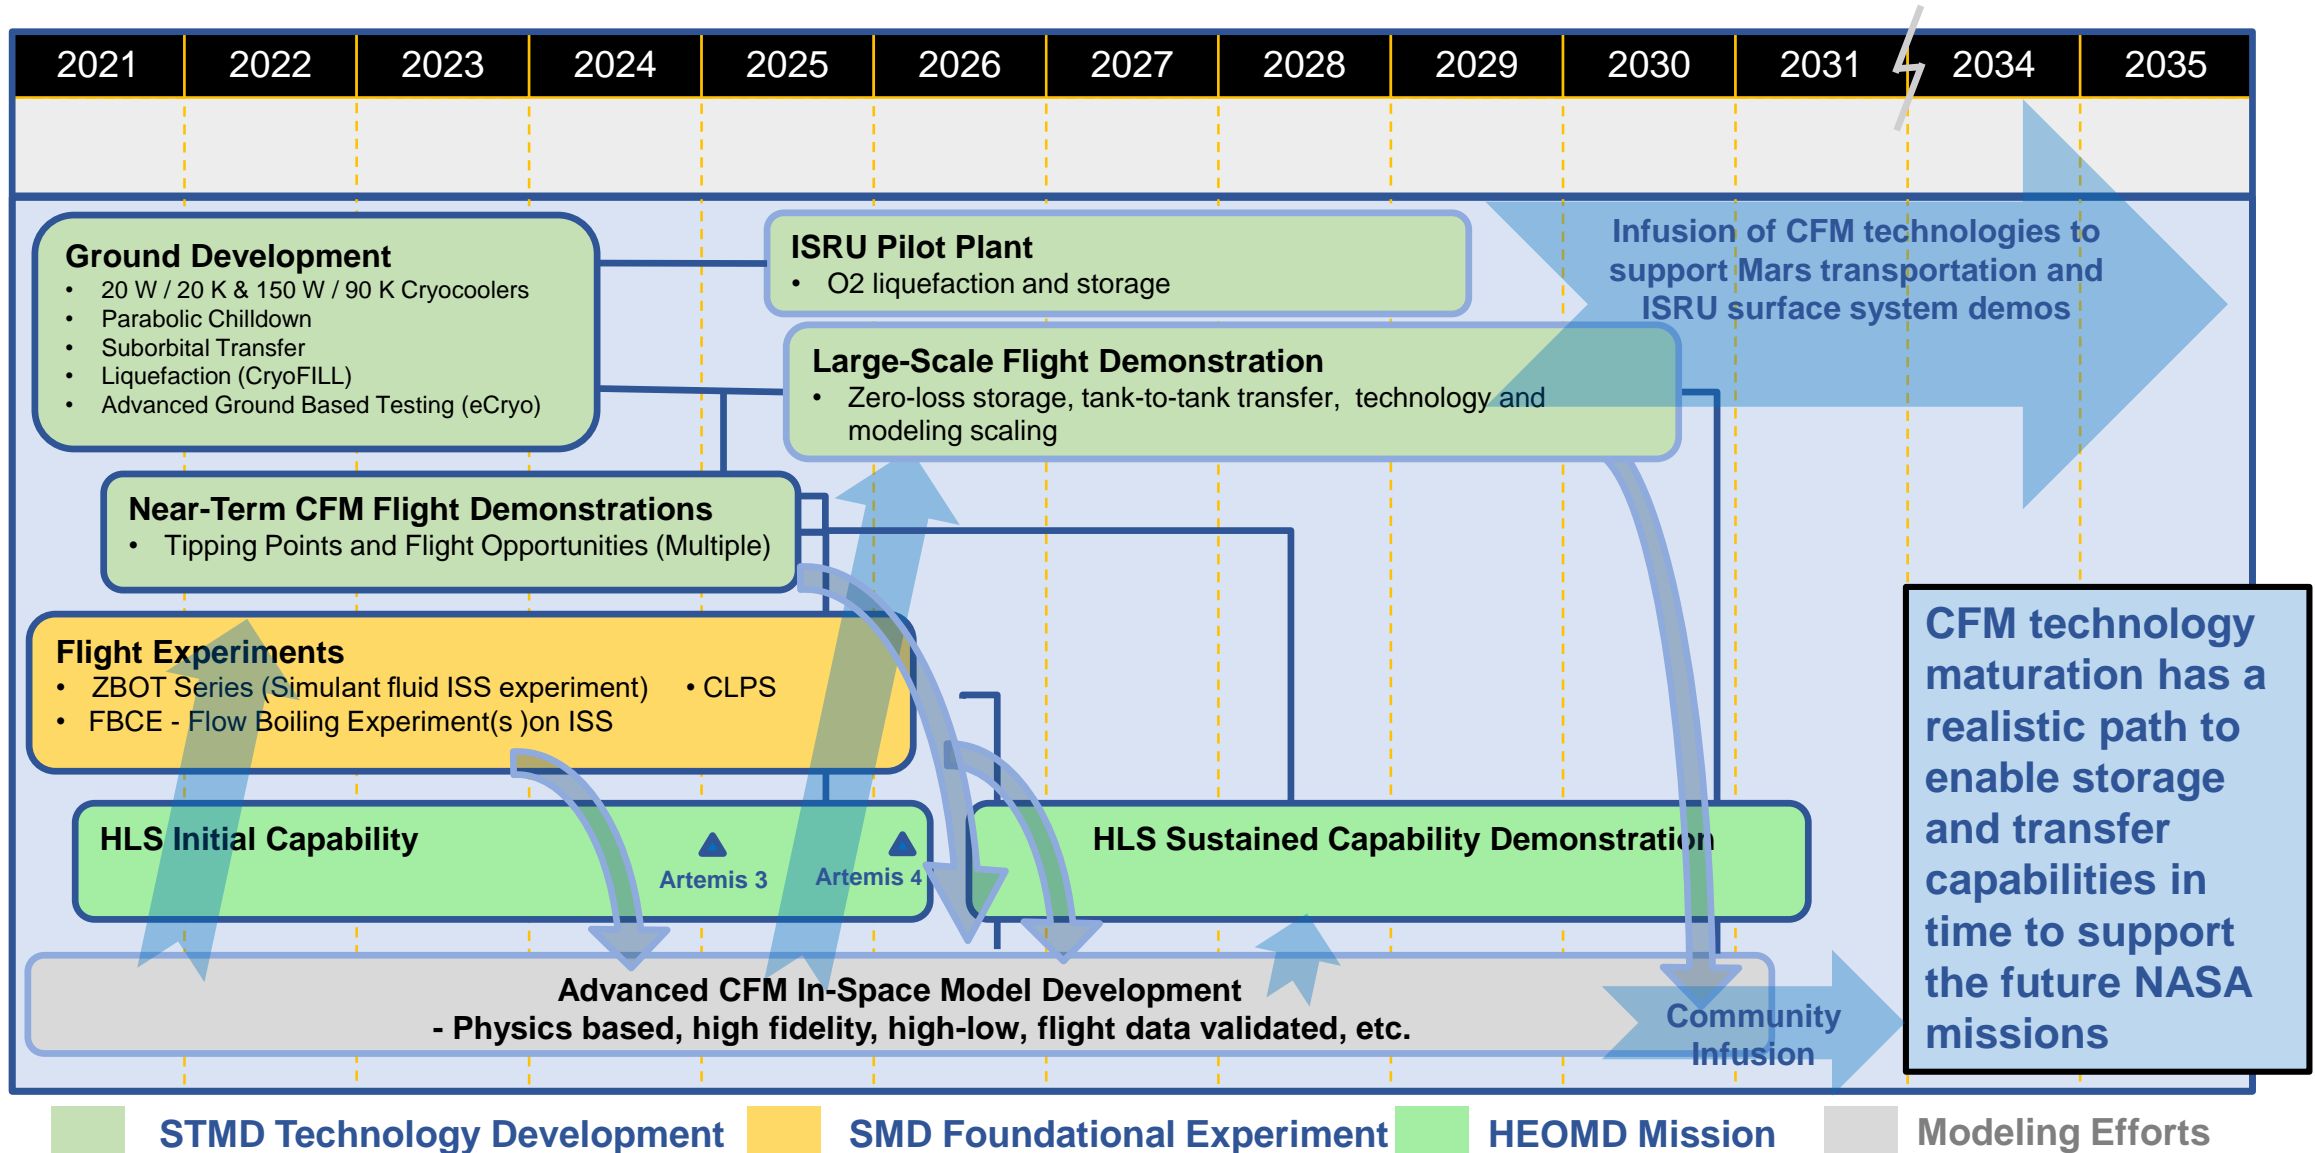 2021 2022 2023 2024 2025 2026 2027 2028 2029 2030 2031 2034 2035
Ground Development
• 20 W / 20 K & 150 W / 90 K Cryocoolers
• Parabolic Chilldown
• Suborbital Transfer
• Liquefaction (CryoFILL)
• Advanced Ground Based Testing (eCryo)
ISRU Pilot Plant
• O2 liquefaction and storage
Infusion of CFM technologies to
support Mars transportation and
ISRU surface system demos
Large-Scale Flight Demonstration
• Zero-loss storage, tank-to-tank transfer, technology and
modeling scaling
Near-Term CFM Flight Demonstrations
• Tipping Points and Flight Opportunities (Multiple)
Flight Experiments
• ZBOT Series (Simulant fluid ISS experiment) • CLPS
• FBCE - Flow Boiling Experiment(s )on ISS
HLS Initial Capability
Artemis 3
Artemis 4
HLS Sustained Capability Demonstration
Advanced CFM In-Space Model Development
- Physics based, high fidelity, high-low, flight data validated, etc.
Community
Infusion
CFM technology
maturation has a
realistic path to
enable storage
and transfer
capabilities in
time to support
the future NASA
missions
STMD Technology Development
SMD Foundational Experiment
HEOMD Mission
Modeling Efforts